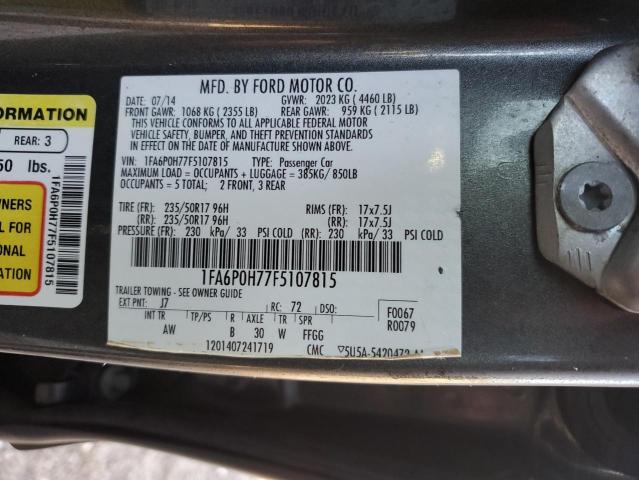 MFD. BY FORD MOTOR CO.
DATE: 07/14 GVWR: 2023 KG ( 4460 LB)
FRONT GAWR: 1068 KG ( 2355 LB) REAR GAWR: 959 KG ( 2115 LB)
THIS VEHICLE CONFORMS TO ALL APPLICABLE FEDERAL MOTOR
VEHICLE SAFETY, BUMPER, AND THEFT PREVENTION STANDARDS
IN EFFECT ON THE DATE OF MANUFACTURE SHOWN ABOVE.
VIN: 1FA6P0H77F5107815 TYPE: Passenger Car
MAXIMUM LOAD = OCCUPANTS + LUGGAGE = 385KG/850LB
OCCUPANTS = 5 TOTAL; 2 FRONT, 3 REAR
TIRE (FR): 235/50R17 96H RIMS (FR): 17x7.5J
(RR): 235/50R17 96H (RR): 17x7.5J
PRESSURE (FR): 230 kPa/ 33 PSI COLD (RR): 230 kPa/ 33 PSI COLD
1FA6P0H77F5107815
TRAILER TOWING - SEE OWNER GUIDE
EXT PNT: J7 RC: 72 DSO:
INT TR TP/PS R AXLE TR SPR
AW B 30 W FFGG
F0067
R0079
1201407241719 CMC ▽5U5A-5420472-
ORMATION
REAR: 3
50 lbs.
WNERS
FOR
ONAL
ATION
1FA6P0H77F5107815